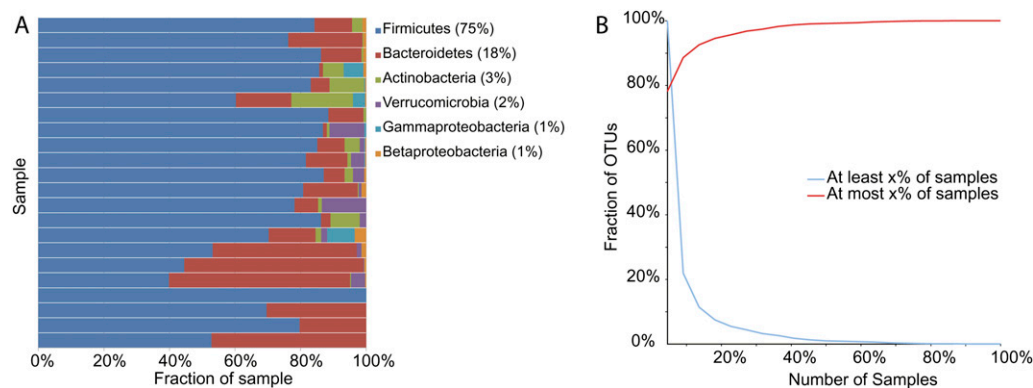 A
Sample
Firmicutes (75%)
Bacteroidetes (18%)
Actinobacteria (3%)
Verrucomicrobia (2%)
Gammaproteobacteria (1%)
Betaproteobacteria (1%)
0% 20% 40% 60% 80% 100%
Fraction of sample
B
Fraction of OTUs
100%
80%
60%
40%
20%
0%
At least x% of samples
At most x% of samples
20% 40% 60% 80% 100%
Number of Samples